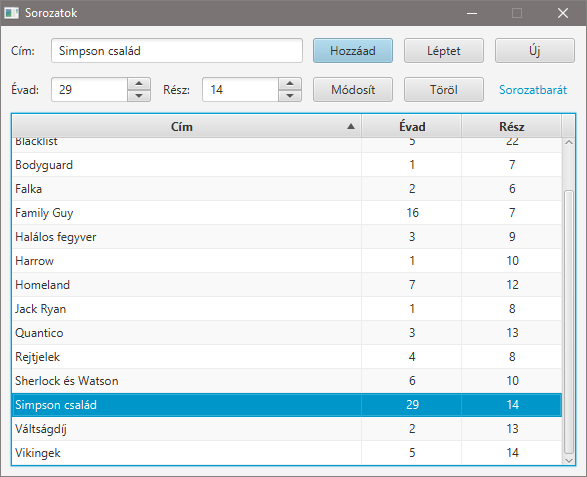 Sorozatok
Cím: Simpson család Hozzáad Léptet Új
Évad: 29 Rész: 14 Módosít Töröl Sorozatbarát
Cím Évad Rész
Blacklist 5 22
Bodyguard 1 7
Falka 2 6
Family Guy 16 7
Halálos fegyver 3 9
Harrow 1 10
Homeland 7 12
Jack Ryan 1 8
Quantico 3 13
Rejtjelek 4 8
Sherlock és Watson 6 10
Simpson család 29 14
Váltságdíj 2 13
Vikingek 5 14